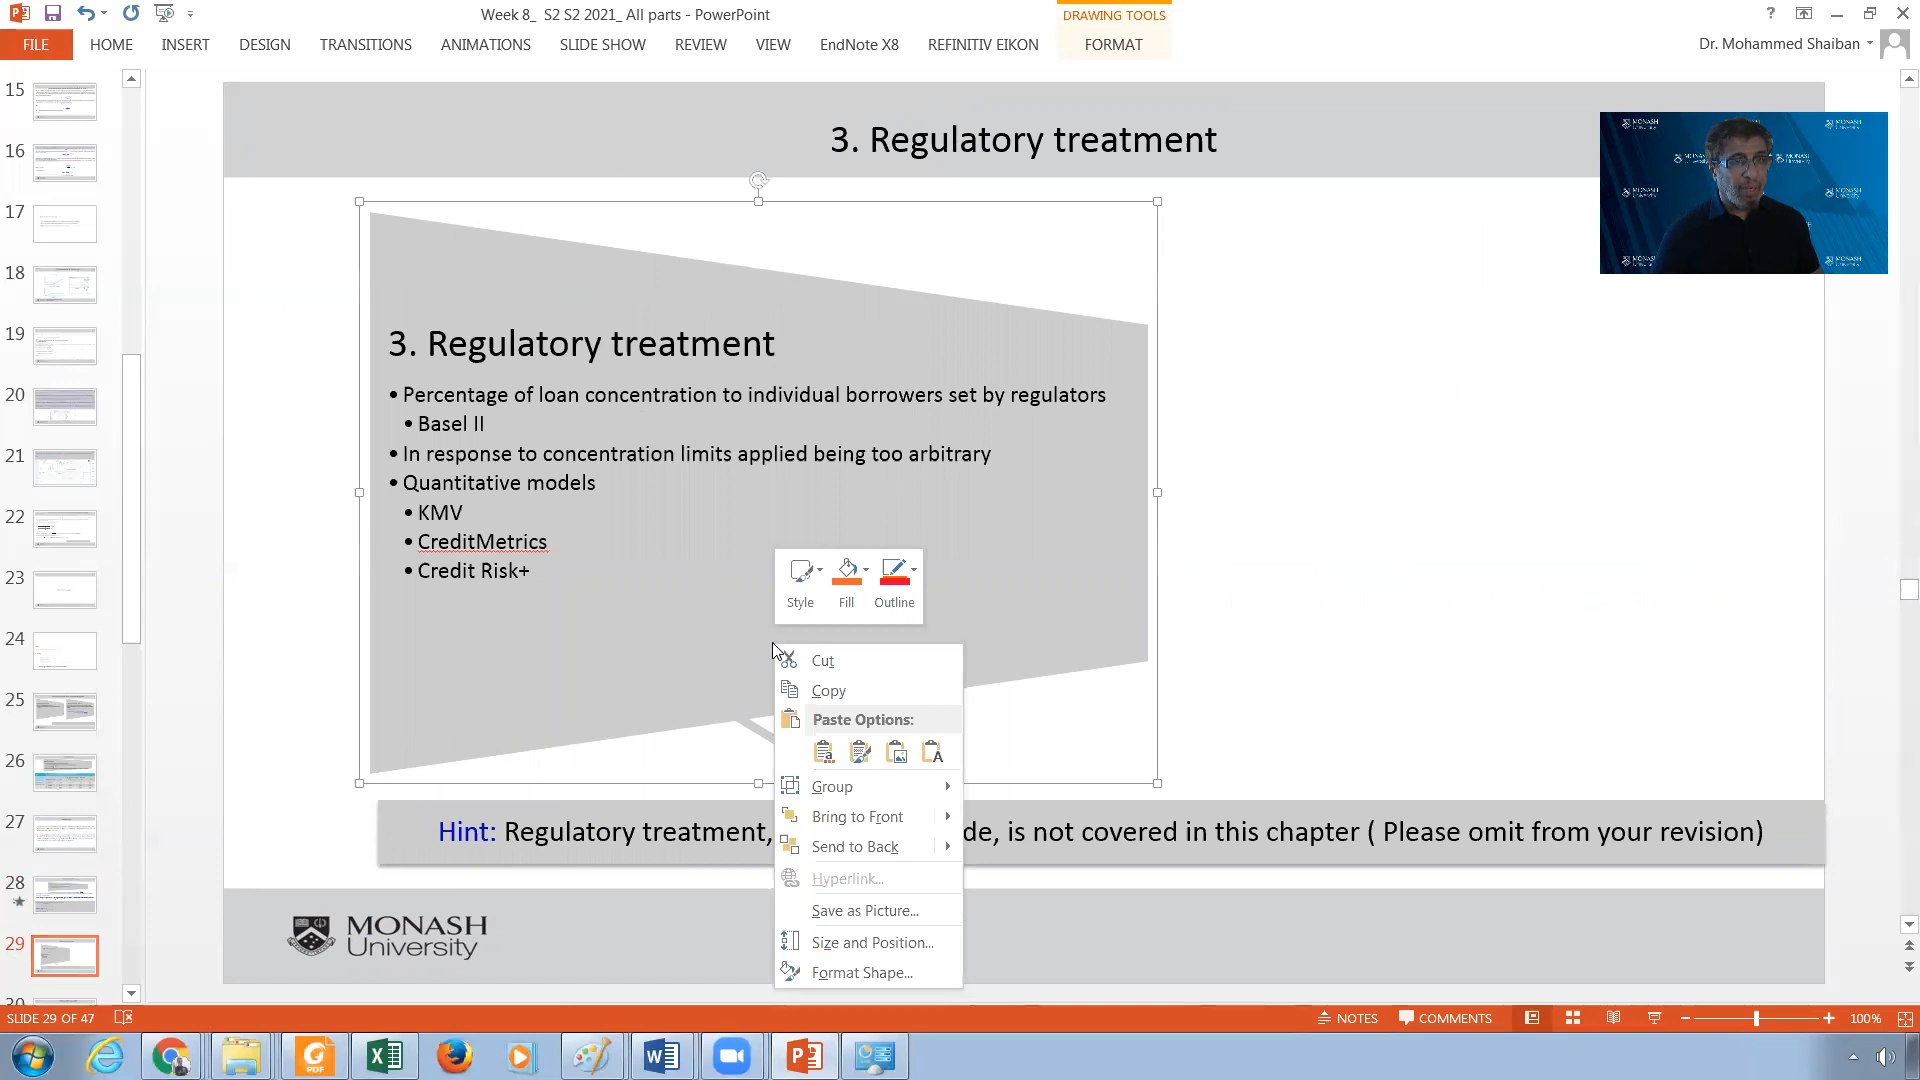 Week 8_ S2 S2 2021_ All parts - PowerPoint
DRAWING TOOLS
FILE
HOME
INSERT
DESIGN
TRANSITIONS
ANIMATIONS
SLIDE SHOW
REVIEW
VIEW
EndNote X8
REFINITIV EIKON
FORMAT
Dr. Mohammed Shaiban
15
16
17
18
19
20
21
22
23
24
25
26
27
28
29
30
3. Regulatory treatment
MONASH
University
3. Regulatory treatment
• Percentage of loan concentration to individual borrowers set by regulators
• Basel II
• In response to concentration limits applied being too arbitrary
• Quantitative models
• KMV
• CreditMetrics
• Credit Risk+
Style
Fill
Outline
Cut
Copy
Paste Options:
Group
Bring to Front
Send to Back
Hyperlink...
Save as Picture...
Size and Position...
Format Shape...
Hint: Regulatory treatment, de, is not covered in this chapter ( Please omit from your revision)
MONASH
University
SLIDE 29 OF 47
NOTES
COMMENTS
100%
PDF